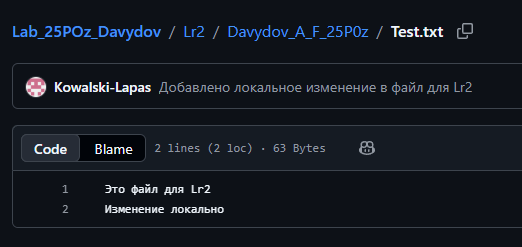 Lab_25POz_Davydov / Lr2 / Davydov_A_F_25P0z / Test.txt
Kowalski-Lapas Добавлено локальное изменение в файл для Lr2
Code Blame 2 lines (2 loc) · 63 Bytes
1 Это файл для Lr2
2 Изменение локально